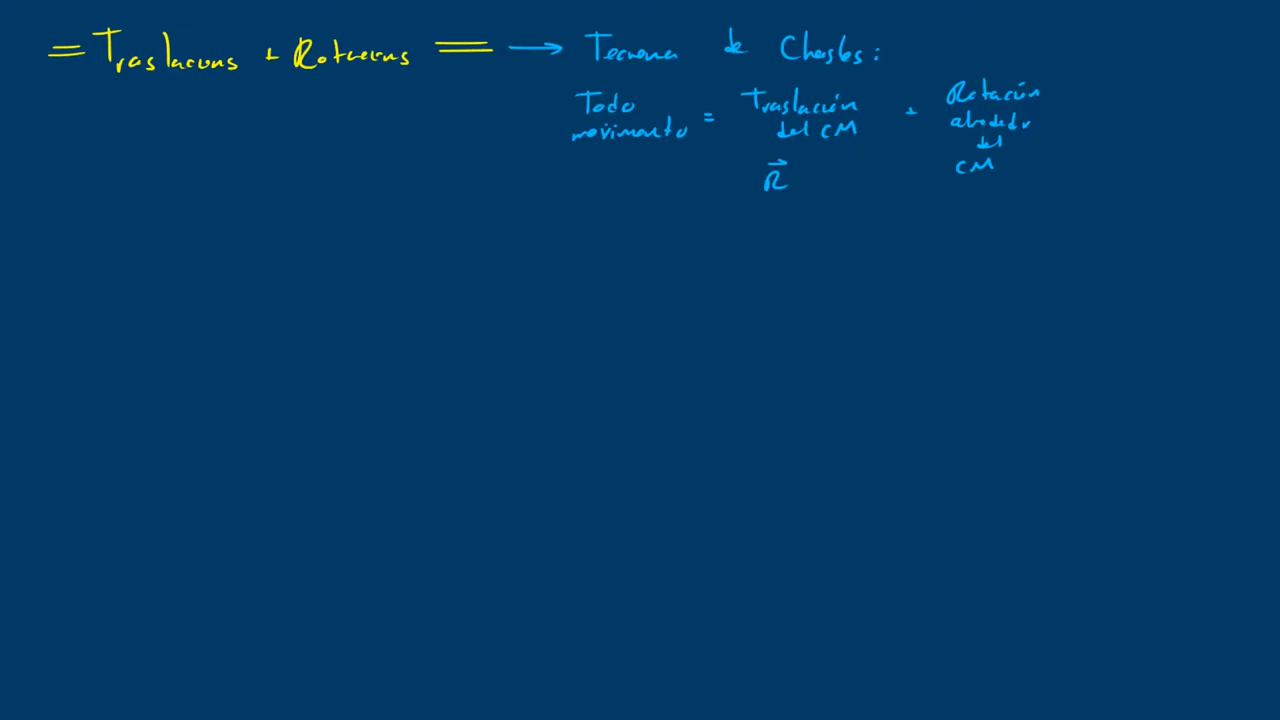 = Traslaciones + Rotaciones = → Teorema de Chasles:
Todo movimiento = Traslación del CM + Rotación alrededor del CM
R⃗